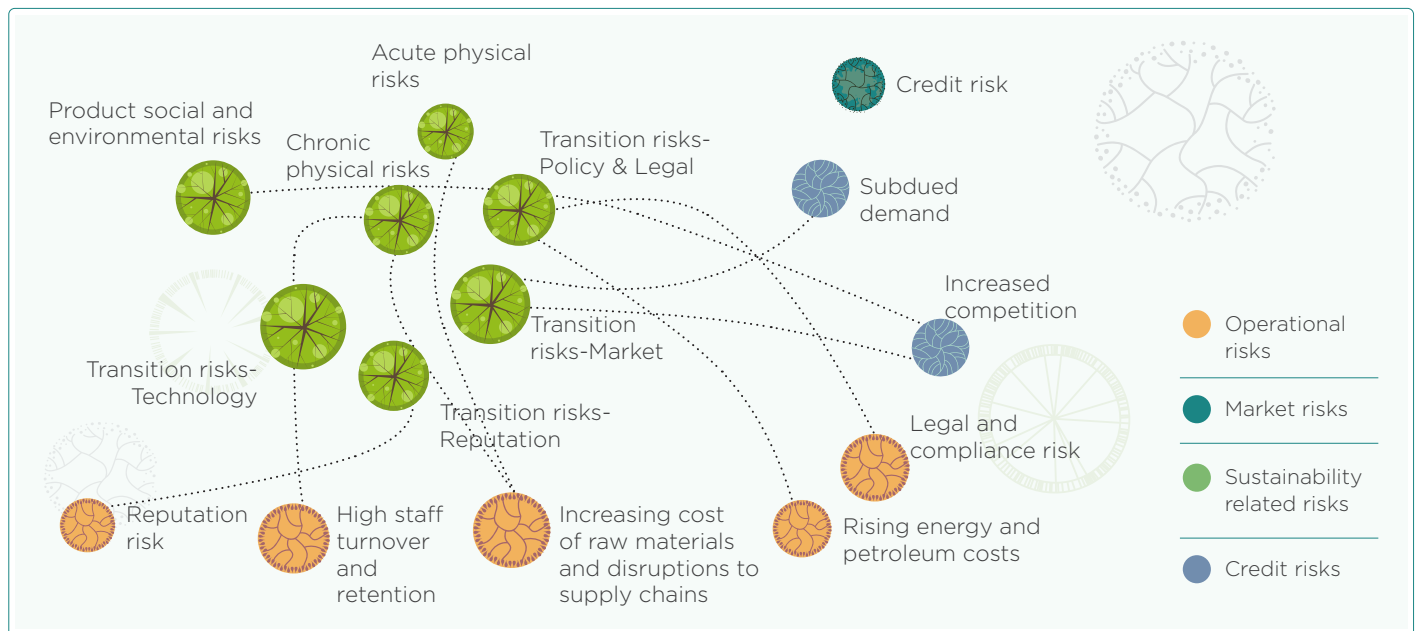 Acute physical
risks
Credit risk
Product social and
environmental risks
Chronic
physical risks
Transition risks-
Policy & Legal
Subdued
demand
Increased
competition
Transition
risks-Market
Transition risks-
Technology
Transition risks-
Reputation
Legal and
compliance risk
Reputation
risk
High staff
turnover
and
retention
Increasing cost
of raw materials
and disruptions to
supply chains
Rising energy and
petroleum costs
Operational
risks
Market risks
Sustainability
related risks
Credit risks